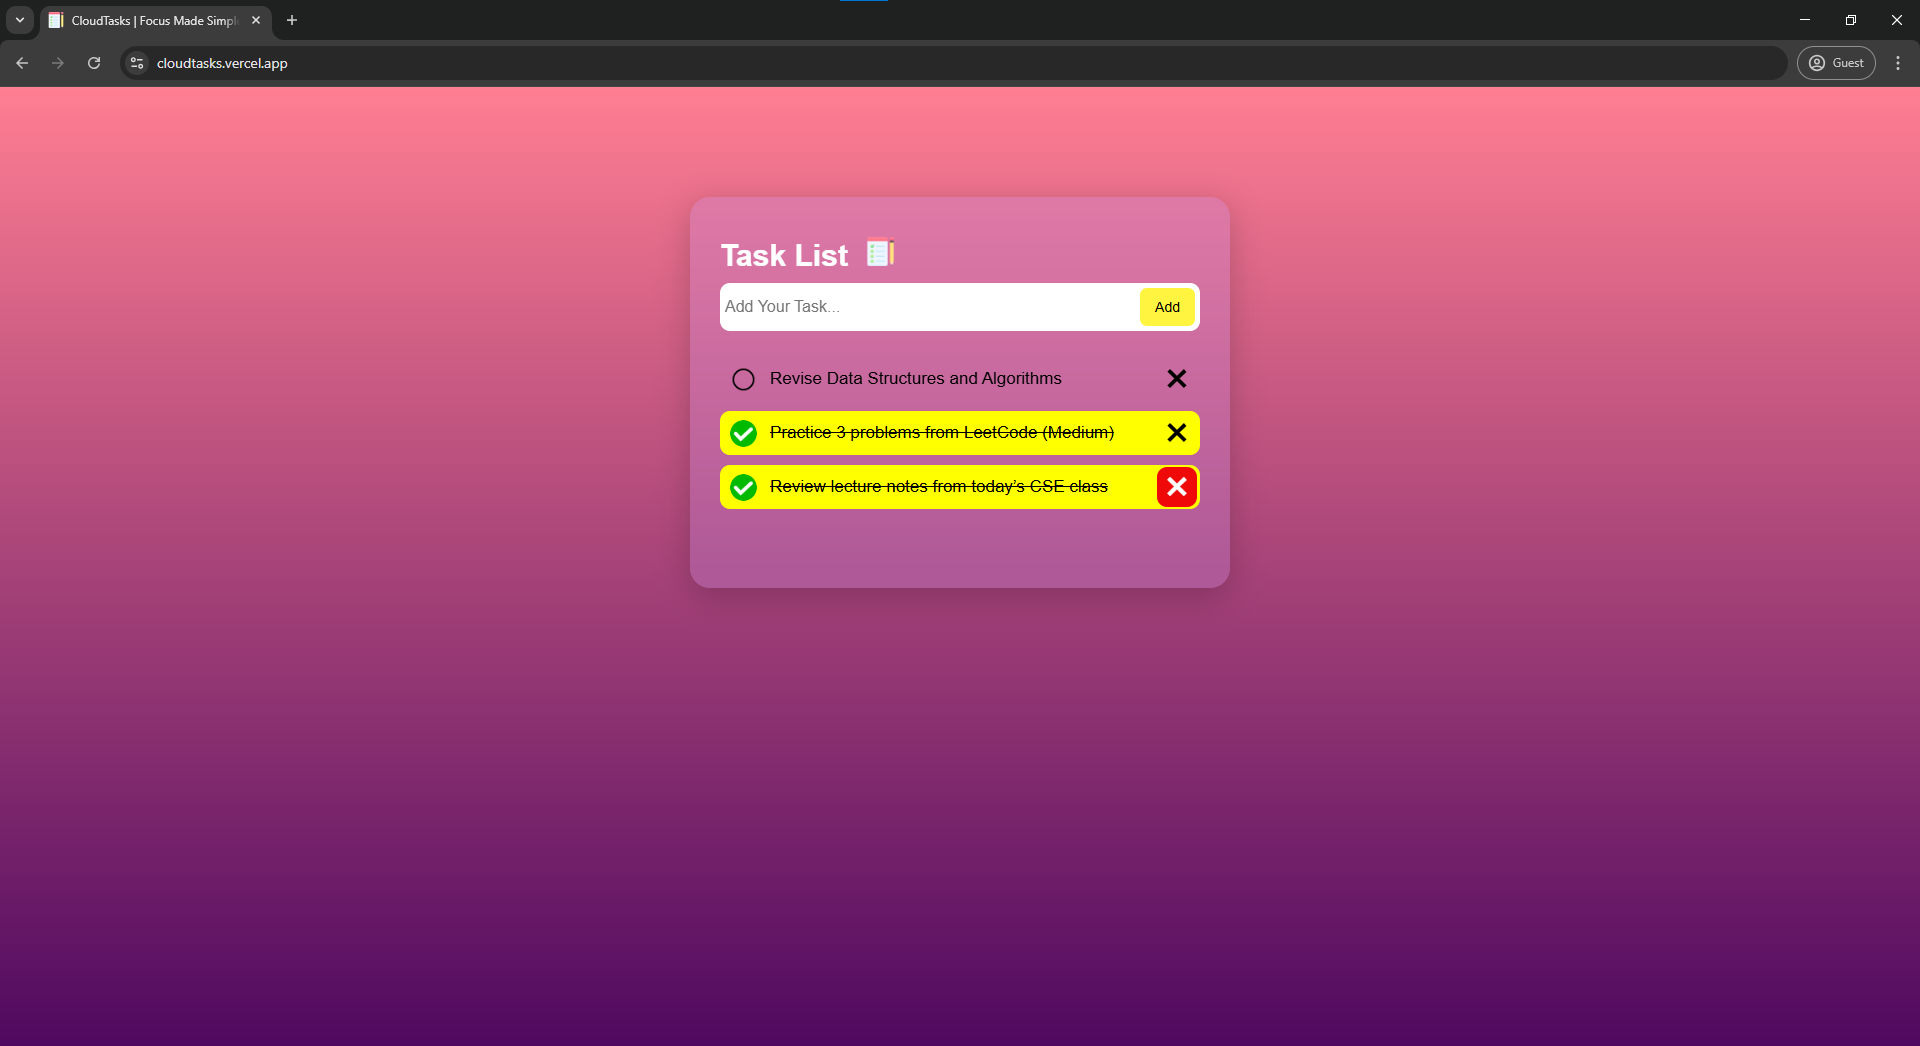 CloudTasks | Focus Made Simpl
cloudtasks.vercel.app
Guest
Task List
Add Your Task...
Add
Revise Data Structures and Algorithms
Practice 3 problems from LeetCode (Medium)
Review lecture notes from today’s CSE class